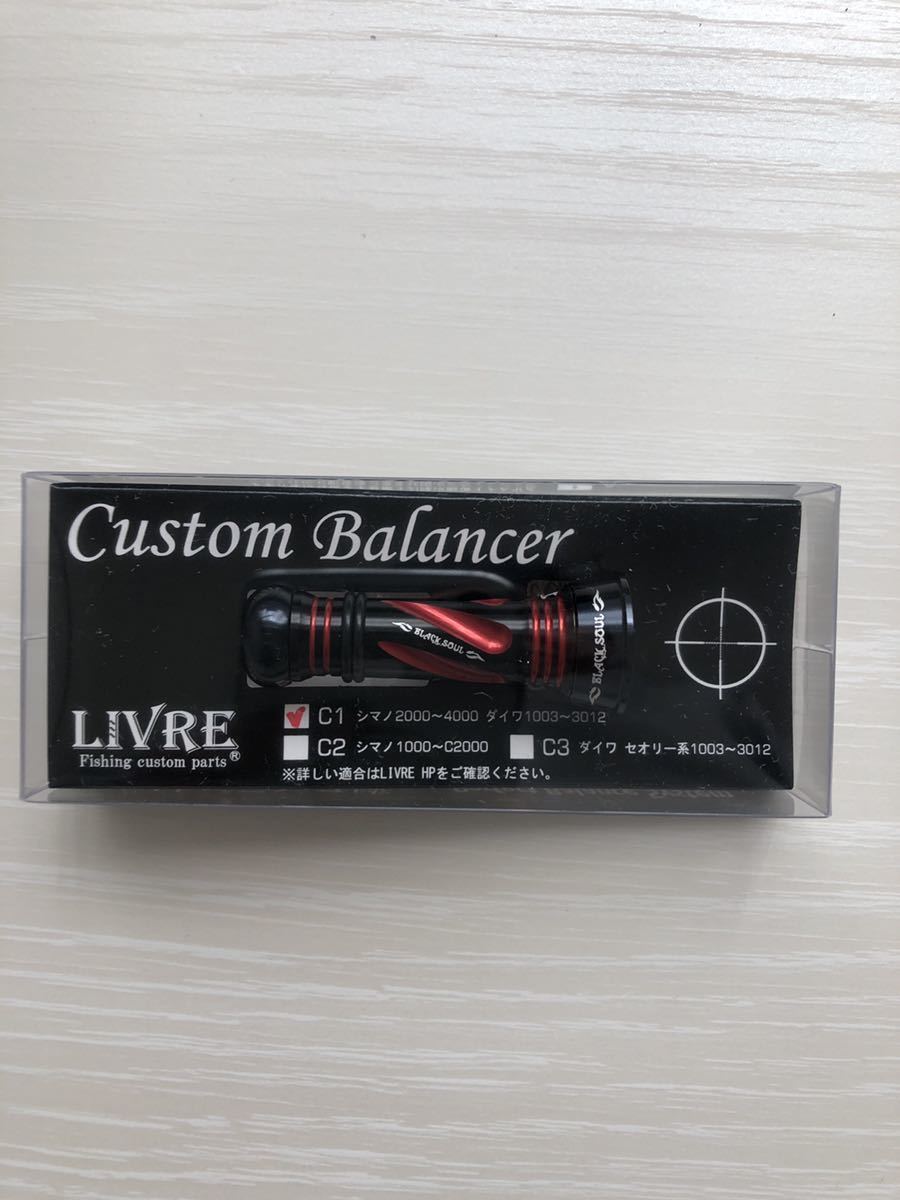 Custom Balancer
BLACK SOUL
BLACK SOUL
LIVRE
Fishing custom parts®
C1 シマノ2000～4000 ダイワ1003～3012
C2 シマノ1000～C2000
C3 ダイワ セオリー系1003～3012
※詳しい適合はLIVRE HPをご確認ください。